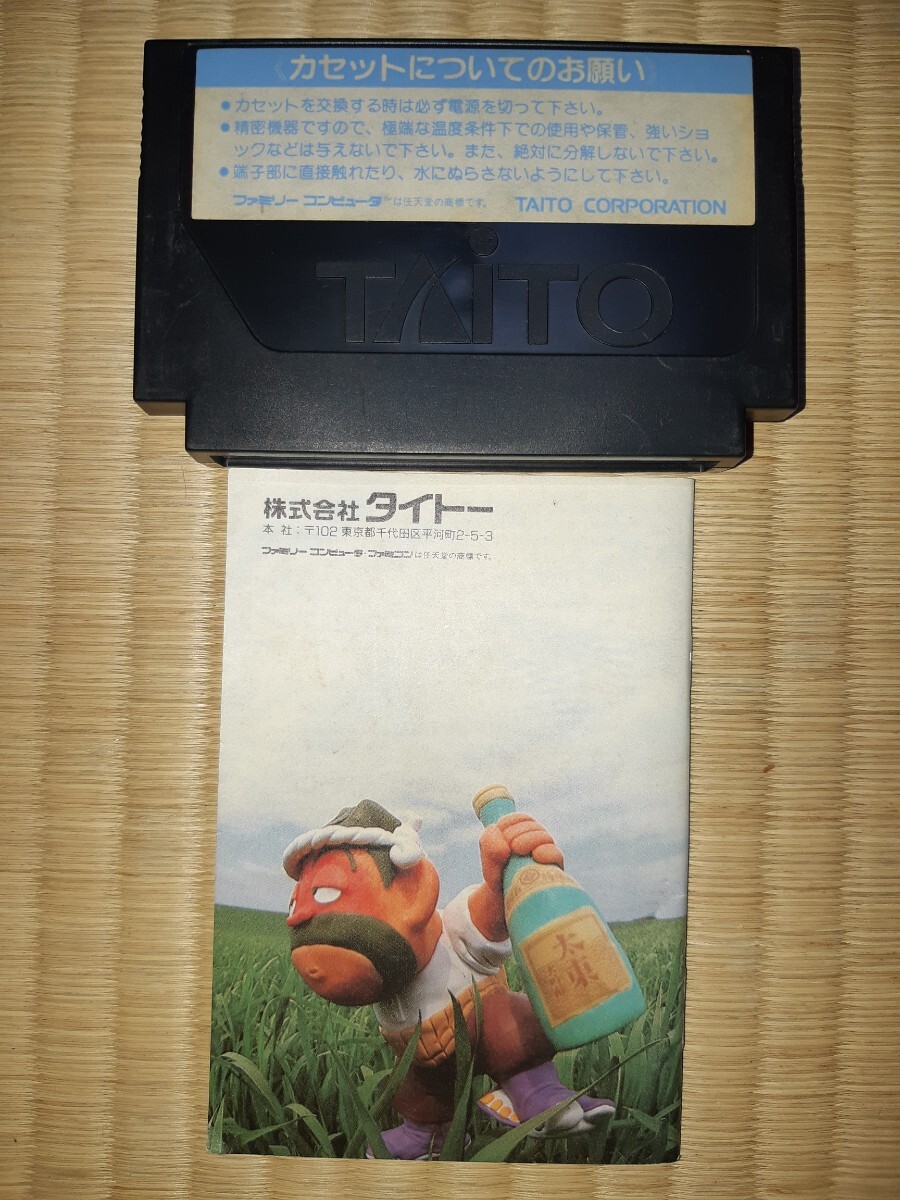 《カセットについてのお願い》
●カセットを交換する時は必ず電源を切って下さい。
●精密機器ですので、極端な温度条件下での使用や保管、強いショ
ックなどは与えないで下さい。また、絶対に分解しないで下さい。
●端子部に直接触れたり、水にぬらさないようにして下さい。
ファミリーコンピュータ™は任天堂の商標です。 TAITO CORPORATION
TAITO
株式会社タイトー
本 社：〒102 東京都千代田区平河町2-5-3
ファミリーコンピュータ・ファミコンは任天堂の商標です。
大東